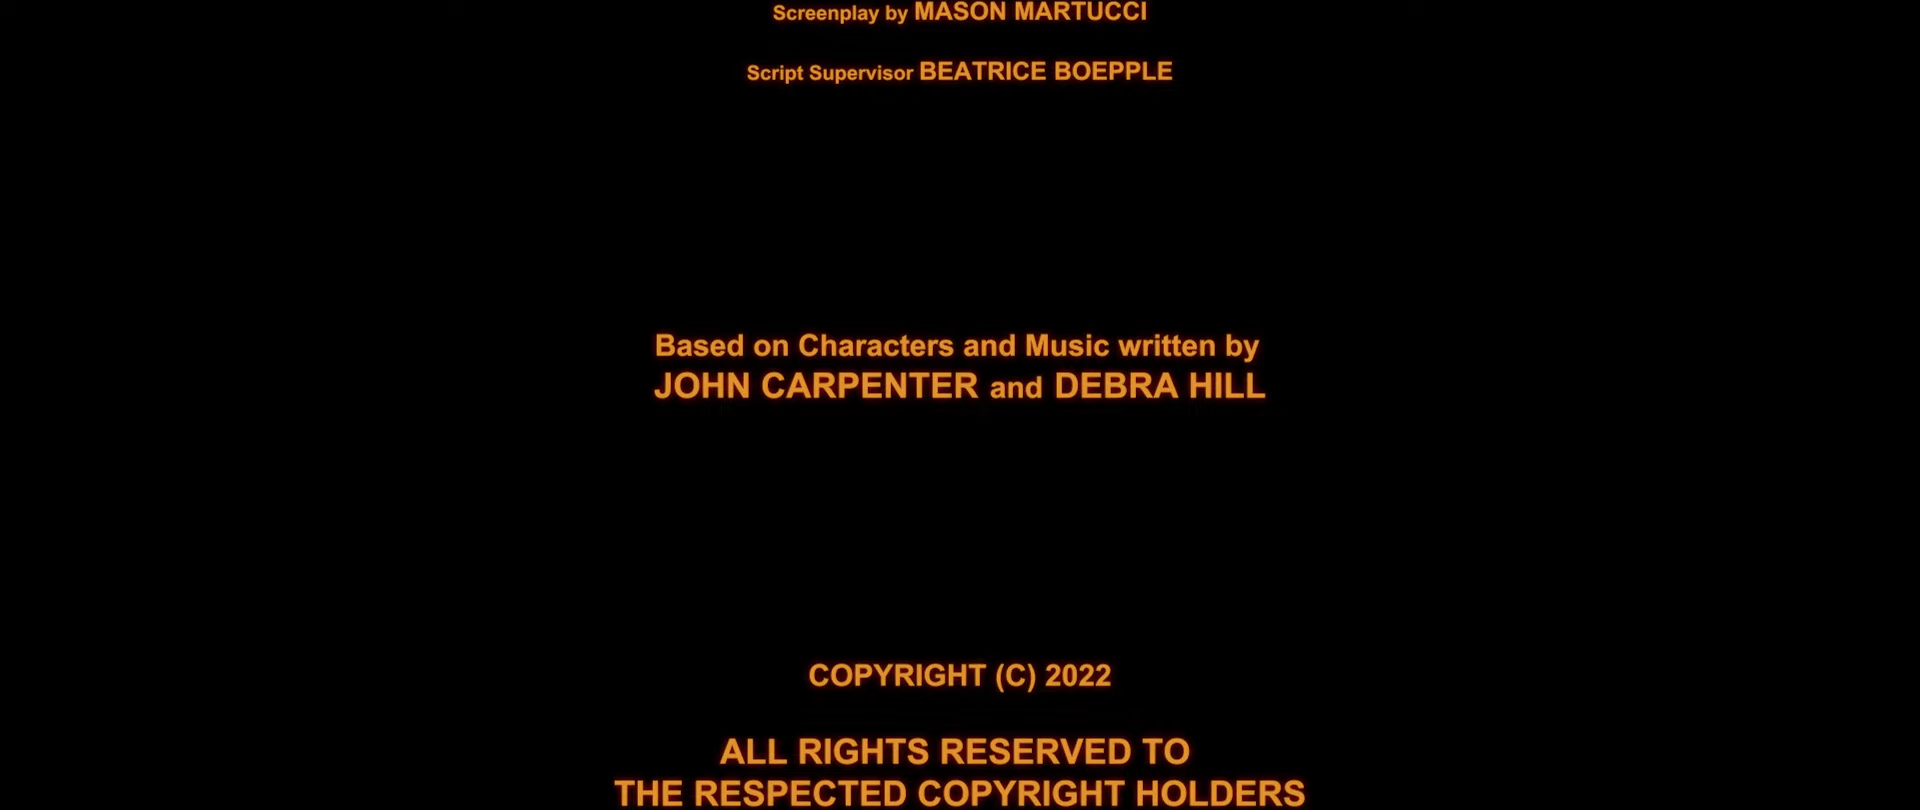 Screenplay by MASON MARTUCCI
Script Supervisor BEATRICE BOEPPLE
Based on Characters and Music written by
JOHN CARPENTER and DEBRA HILL
COPYRIGHT (C) 2022
ALL RIGHTS RESERVED TO
THE RESPECTED COPYRIGHT HOLDERS